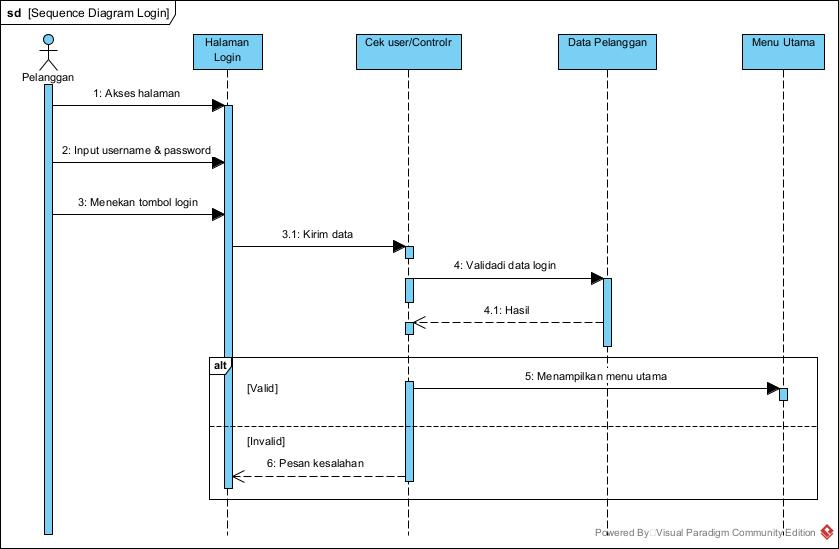 sd [Sequence Diagram Login]
Pelanggan
Halaman
Login
Cek user/Controlr
Data Pelanggan
Menu Utama
1: Akses halaman
2: Input username & password
3: Menekan tombol login
3.1: Kirim data
4: Validadi data login
4.1: Hasil
alt
[Valid]
5: Menampilkan menu utama
[Invalid]
6: Pesan kesalahan
Powered By Visual Paradigm Community Edition